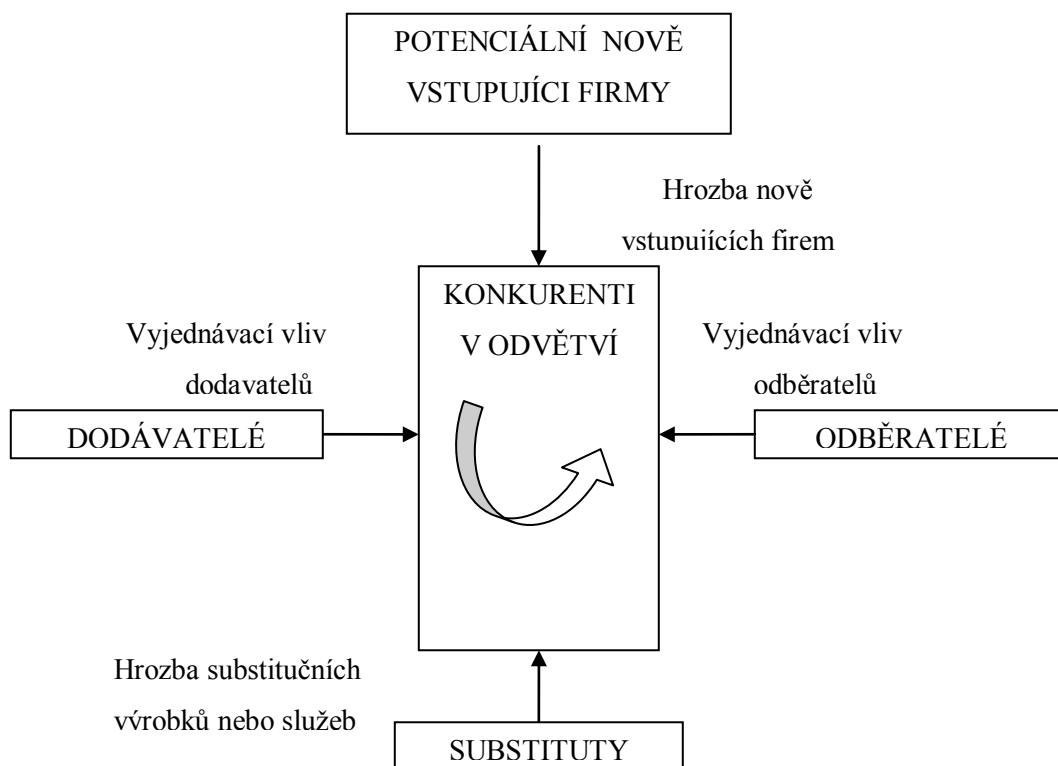 POTENCIÁLNÍ NOVĚ
VSTUPUJÍCI FIRMY
Hrozba nově
vstupujících firem
KONKURENTI
V ODVĚTVÍ
Vyjednávací vliv
dodavatelů
Vyjednávací vliv
odběratelů
DODÁVATELÉ
ODBĚRATELÉ
Hrozba substitučních
výrobků nebo služeb
SUBSTITUTY